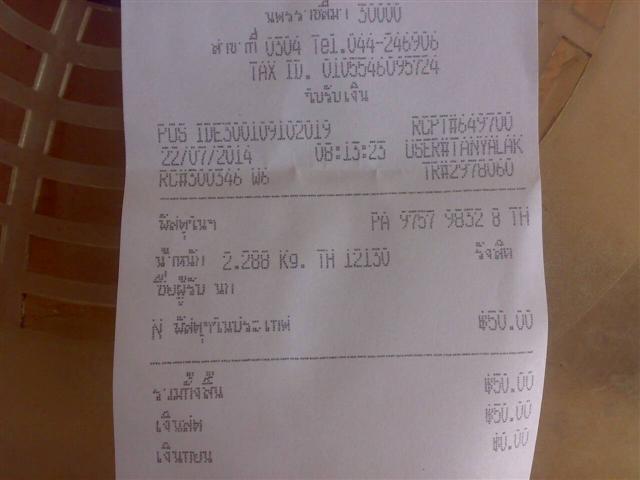 นครราชสีมา 30000
สาขาที่ 0304 Tel.044-246906
TAX ID. 0105546095724
ใบรับเงิน
POS IDE300109102019 RCPT#649700
22/07/2014 08:13:23 USER#TANYALAK
RC#300346 W6 TR#2978060
พัสดุในฯ PA 9757 9832 8 TH
น้ำหนัก 2.288 Kg. TH 12130 รังสิต
ชื่อผู้รับ นก
N พัสดุฯในประเทศ ฿50.00
รวมทั้งสิ้น ฿50.00
เงินสด ฿50.00
เงินทอน ฿0.00